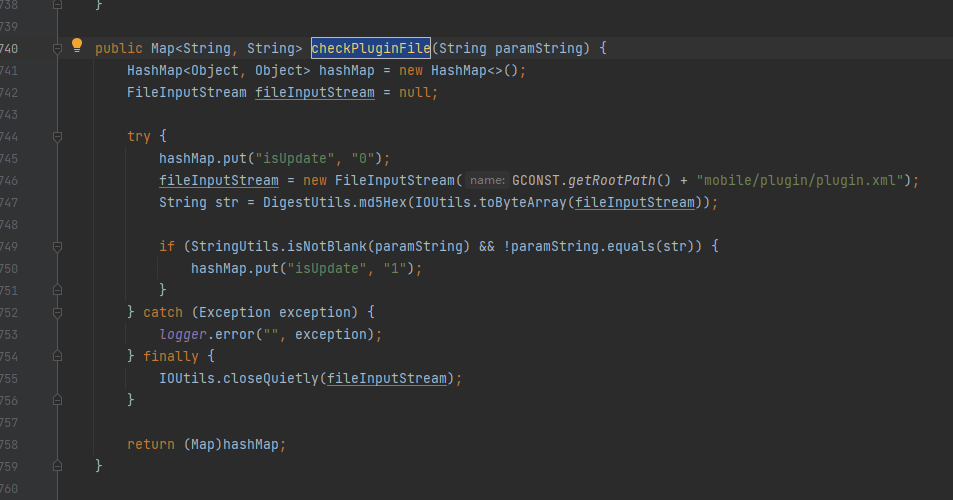 738 }
739
740 public Map<String, String> checkPluginFile(String paramString) {
741 HashMap<Object, Object> hashMap = new HashMap<>();
742 FileInputStream fileInputStream = null;
743
744 try {
745 hashMap.put("isUpdate", "0");
746 fileInputStream = new FileInputStream( name: GCONST.getRootPath() + "mobile/plugin/plugin.xml");
747 String str = DigestUtils.md5Hex(IOUtils.toByteArray(fileInputStream));
748
749 if (StringUtils.isNotBlank(paramString) && !paramString.equals(str)) {
750 hashMap.put("isUpdate", "1");
751 }
752 } catch (Exception exception) {
753 logger.error("", exception);
754 } finally {
755 IOUtils.closeQuietly(fileInputStream);
756 }
757
758 return (Map)hashMap;
759 }
760